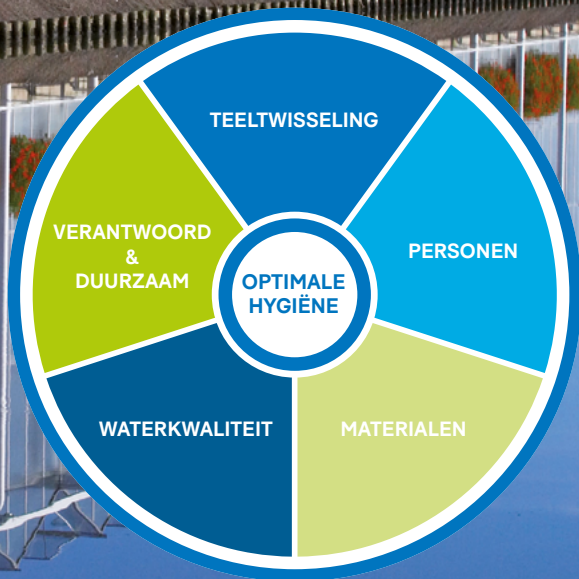 TEELTWISSELING
PERSONEN
MATERIALEN
WATERKWALITEIT
VERANTWOORD
&
DUURZAAM
OPTIMALE
HYGIËNE